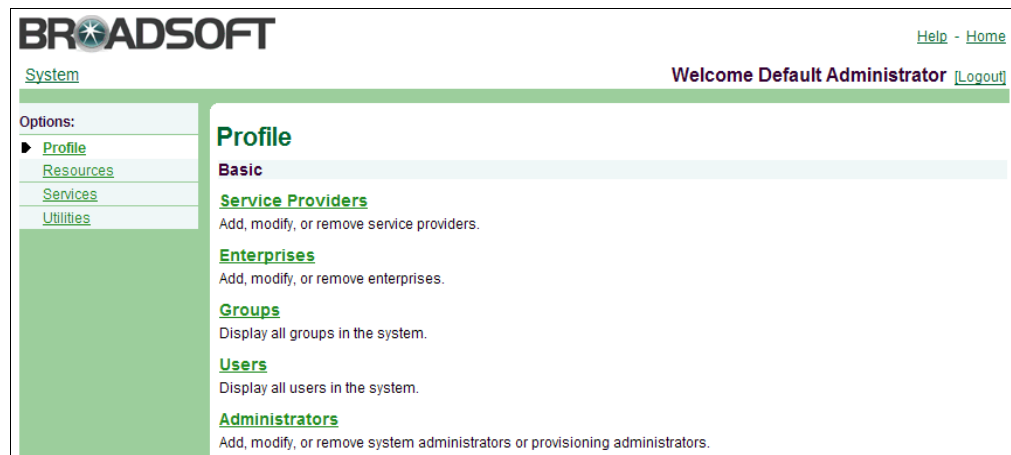 BROADSOFT
Help - Home
System
Welcome Default Administrator [Logout]
Options:
Profile
Resources
Services
Utilities
Profile
Basic
Service Providers
Add, modify, or remove service providers.
Enterprises
Add, modify, or remove enterprises.
Groups
Display all groups in the system.
Users
Display all users in the system.
Administrators
Add, modify, or remove system administrators or provisioning administrators.